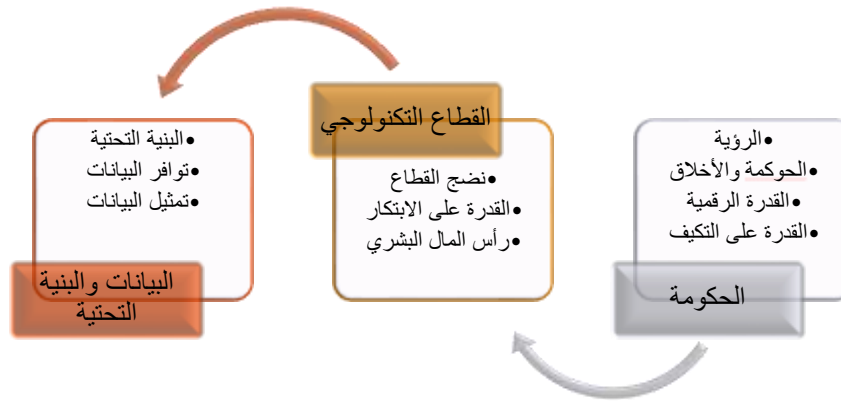 •الرؤية
•الحوكمة والأخلاق
•القدرة الرقمية
•القدرة على التكيف
الحكومة
القطاع التكنولوجي
•نضج القطاع
•القدرة على الابتكار
•رأس المال البشري
•البنية التحتية
•توافر البيانات
•تمثيل البيانات
البيانات والبنية
التحتية